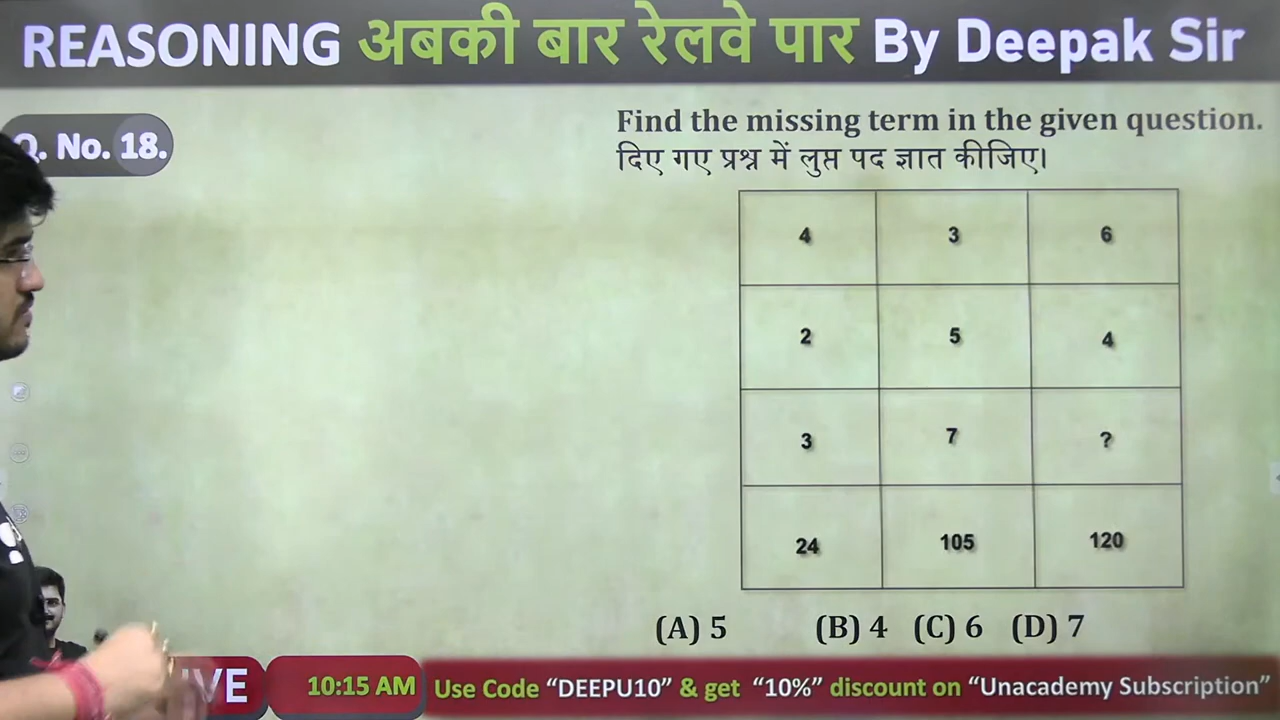 REASONING अबकी बार रेलवे पार By Deepak Sir
Q. No. 18.
Find the missing term in the given question.
दिए गए प्रश्न में लुप्त पद ज्ञात कीजिए।
4 3 6
2 5 4
3 7 ?
24 105 120
(A) 5 (B) 4 (C) 6 (D) 7
10:15 AM Use Code “DEEPU10” & get “10%” discount on “Unacademy Subscription”